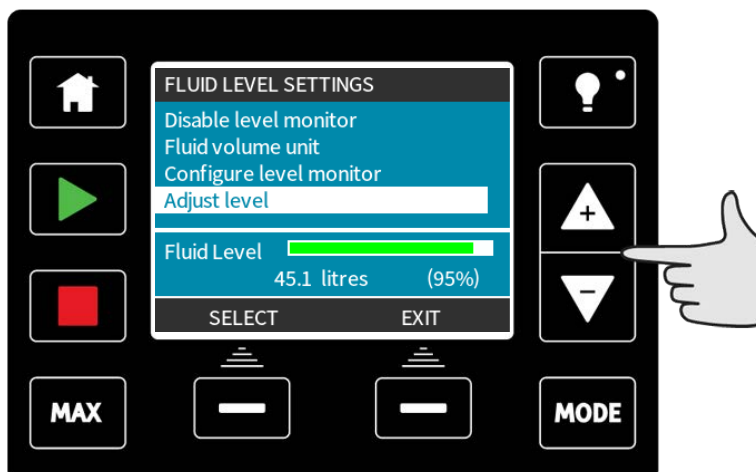 FLUID LEVEL SETTINGS
Disable level monitor
Fluid volume unit
Configure level monitor
Adjust level
Fluid Level
45.1 litres (95%)
SELECT EXIT
MAX
MODE